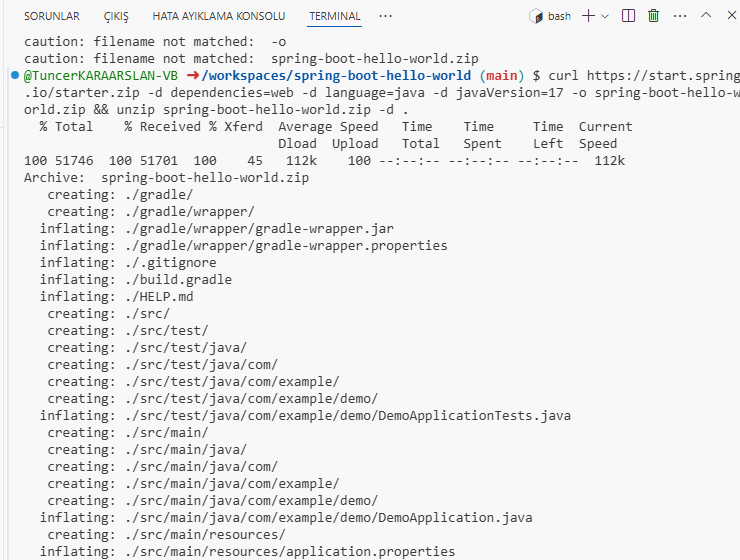 SORUNLAR ÇIKIŞ HATA AYIKLAMA KONSOLU TERMINAL ... bash
caution: filename not matched:  -o
caution: filename not matched:  spring-boot-hello-world.zip
@TuncerKARAARSLAN-VB ➜/workspaces/spring-boot-hello-world (main) $ curl https://start.spring
.io/starter.zip -d dependencies=web -d language=java -d javaVersion=17 -o spring-boot-hello-w
orld.zip && unzip spring-boot-hello-world.zip -d .
  % Total    % Received % Xferd  Average Speed   Time    Time     Time  Current
                                 Dload  Upload   Total   Spent    Left  Speed
100 51746  100 51701  100    45   112k    100 --:--:-- --:--:-- --:--:--  112k
Archive:  spring-boot-hello-world.zip
   creating: ./gradle/
   creating: ./gradle/wrapper/
  inflating: ./gradle/wrapper/gradle-wrapper.jar
  inflating: ./gradle/wrapper/gradle-wrapper.properties
  inflating: ./.gitignore
  inflating: ./build.gradle
  inflating: ./HELP.md
   creating: ./src/
   creating: ./src/test/
   creating: ./src/test/java/
   creating: ./src/test/java/com/
   creating: ./src/test/java/com/example/
   creating: ./src/test/java/com/example/demo/
  inflating: ./src/test/java/com/example/demo/DemoApplicationTests.java
   creating: ./src/main/
   creating: ./src/main/java/
   creating: ./src/main/java/com/
   creating: ./src/main/java/com/example/
   creating: ./src/main/java/com/example/demo/
  inflating: ./src/main/java/com/example/demo/DemoApplication.java
   creating: ./src/main/resources/
  inflating: ./src/main/resources/application.properties